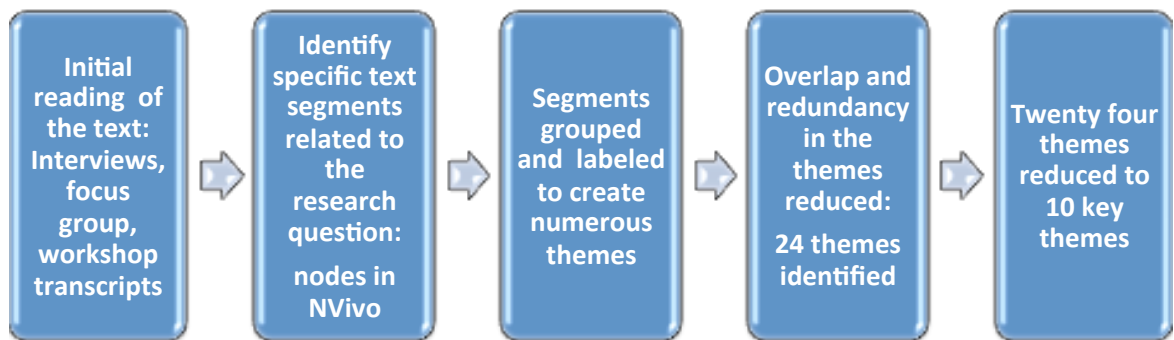 Initial
reading of
the text:
Interviews,
focus
group,
workshop
transcripts
Identify
specific text
segments
related to
the
research
question:
nodes in
NVivo
Segments
grouped
and labeled
to create
numerous
themes
Overlap and
redundancy
in the
themes
reduced:
24 themes
identified
Twenty four
themes
reduced to
10 key
themes